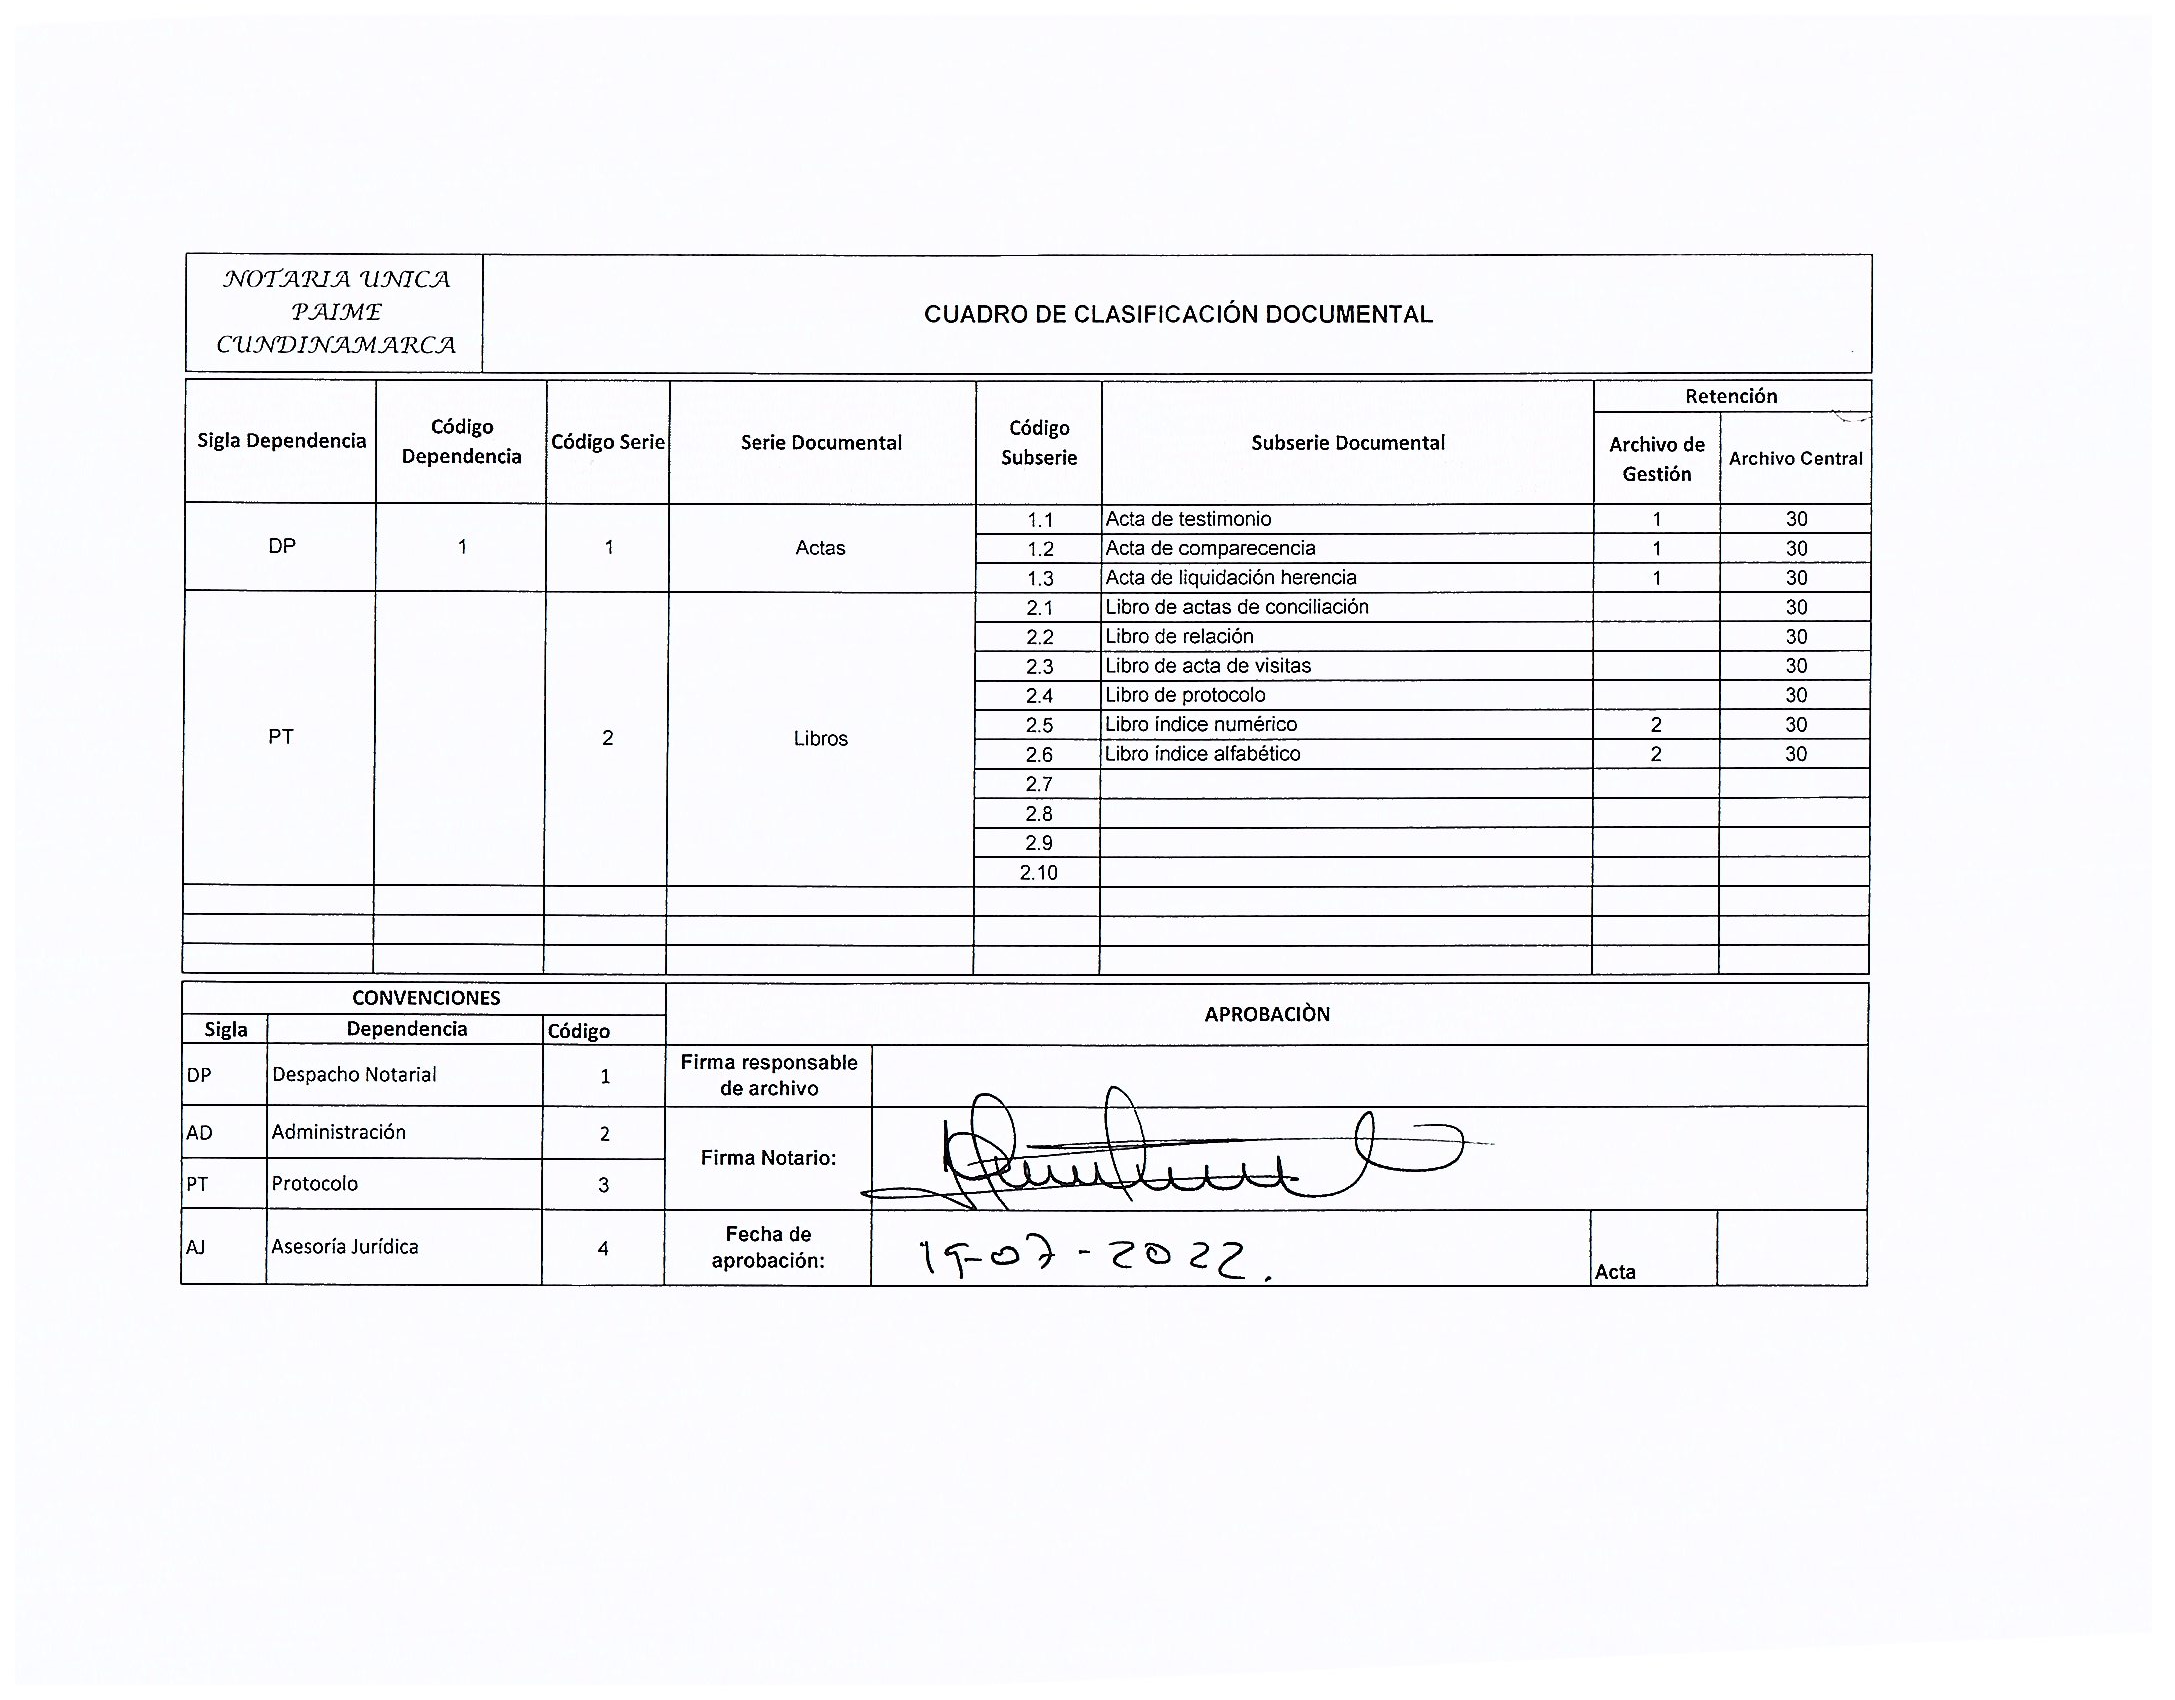 NOTARIA UNICA
PAIME
CUNDINAMARCA
CUADRO DE CLASIFICACIÓN DOCUMENTAL
Sigla Dependencia
Código
Dependencia
Código Serie
Serie Documental
Código
Subserie
Subserie Documental
Retención
Archivo de
Gestión
Archivo Central
DP 1 1 Actas
1.1 Acta de testimonio 1 30
1.2 Acta de comparecencia 1 30
1.3 Acta de liquidación herencia 1 30
PT 2 Libros
2.1 Libro de actas de conciliación 30
2.2 Libro de relación 30
2.3 Libro de acta de visitas 30
2.4 Libro de protocolo 30
2.5 Libro índice numérico 2 30
2.6 Libro índice alfabético 2 30
2.7
2.8
2.9
2.10
CONVENCIONES
Sigla Dependencia Código
DP Despacho Notarial 1
AD Administración 2
PT Protocolo 3
AJ Asesoría Jurídica 4
APROBACIÒN
Firma responsable
de archivo
Firma Notario:
Fecha de
aprobación:
19-07-2022.
Acta